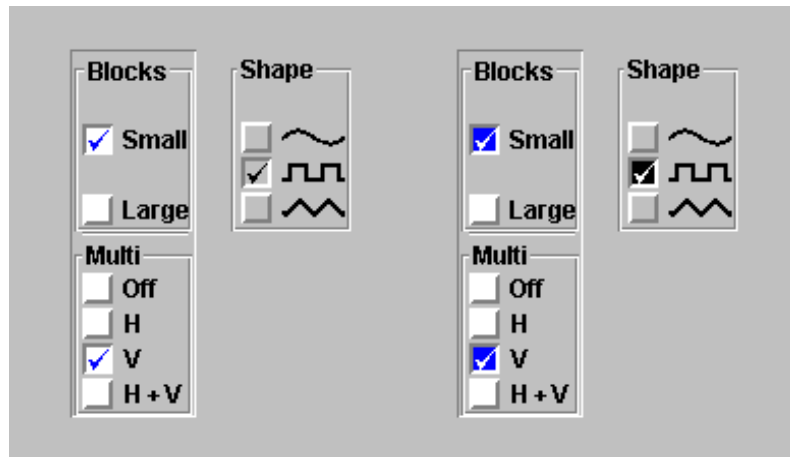 Blocks
Small
Large
Multi
Off
H
V
H + V
Shape
Blocks
Small
Large
Multi
Off
H
V
H + V
Shape